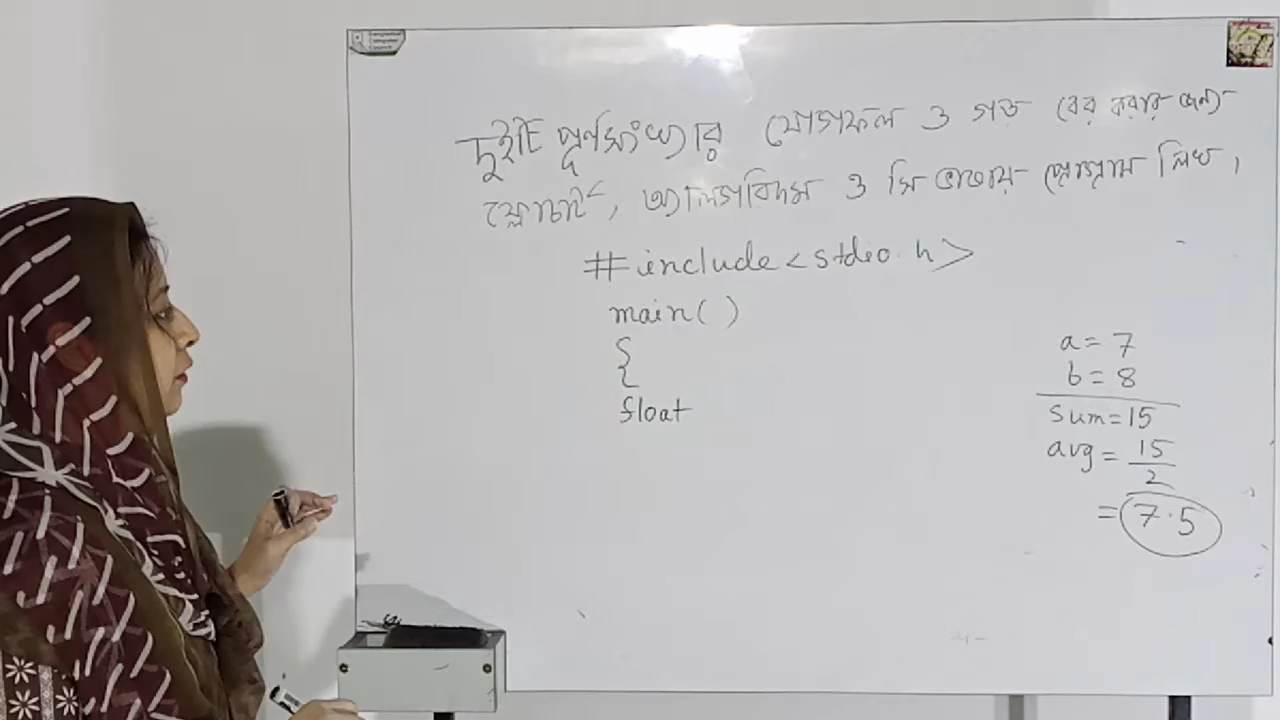 দুইটি পূর্ণসংখ্যার যোগফল ও গড় বের করার জন্য
ফ্লোচার্ট, অ্যালগরিদম ও সি ভাষায় প্রোগ্রাম লিখ।
#include<stdio.h>
main()
{
float
a = 7
b = 8
sum = 15
avg = 15
2
= 7.5